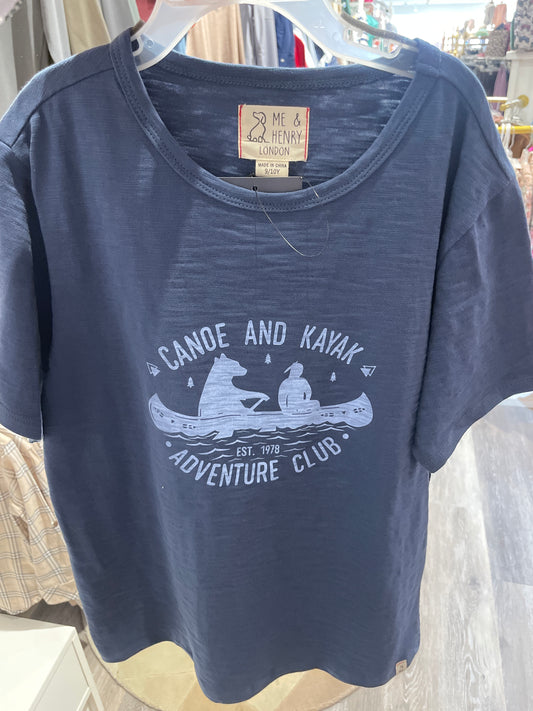 ME &
HENRY
LONDON
MADE IN CHINA
9/10Y
CANOE AND KAYAK
EST. 1978
ADVENTURE CLUB